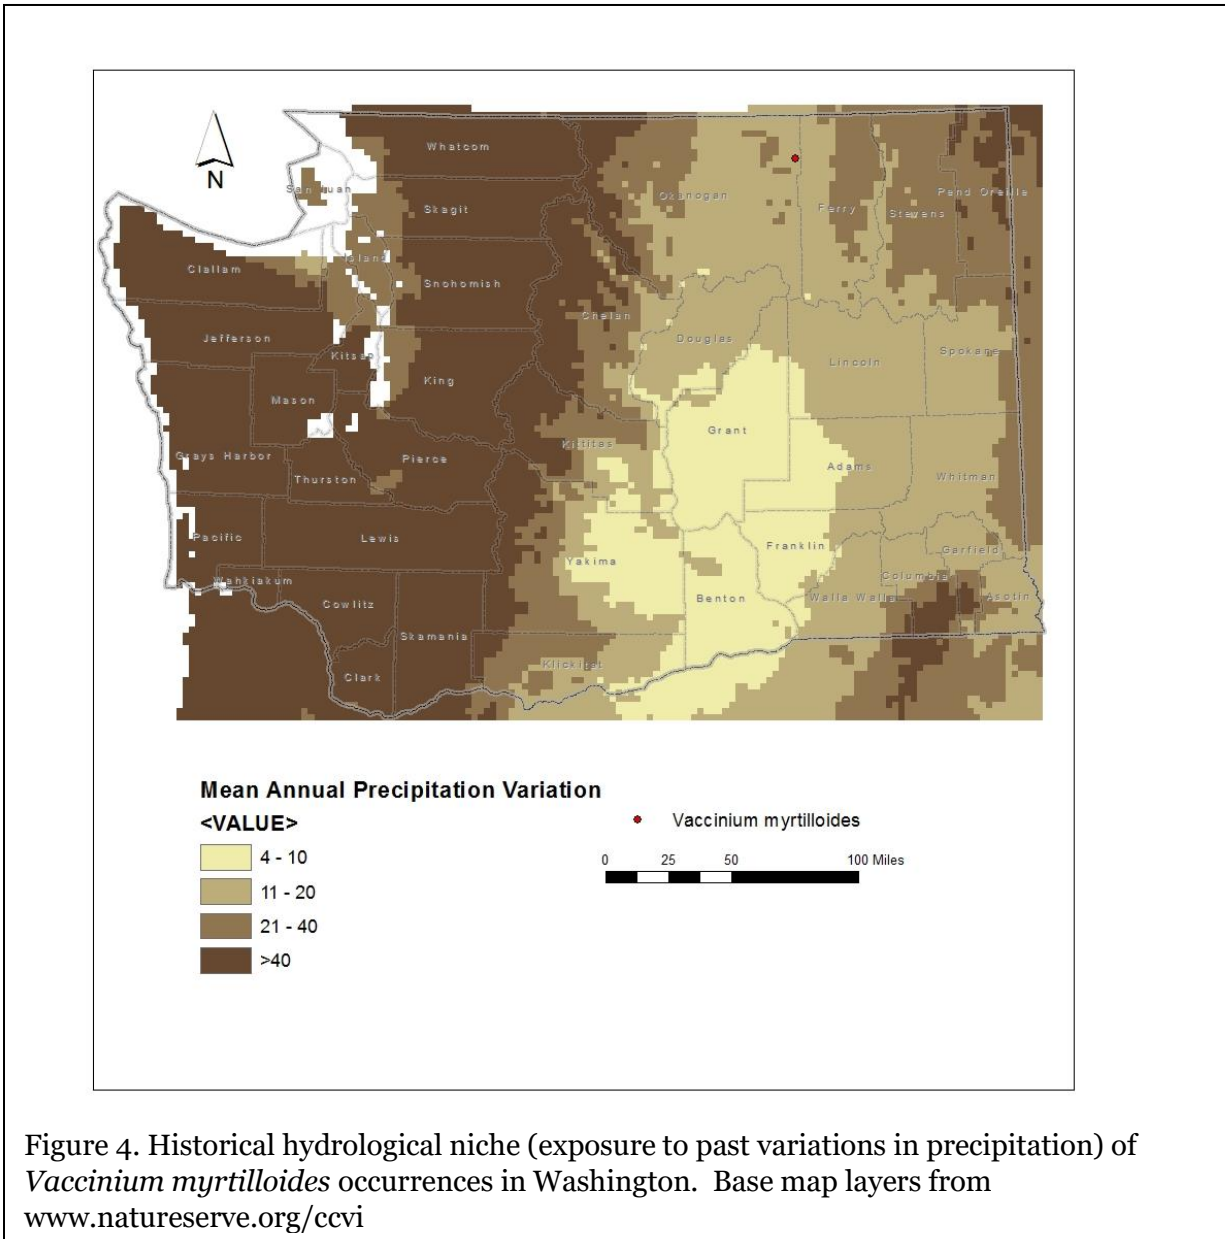 N
Whatcom
San Juan
Skagit
Okanogan
Ferry
Stevens
Pend Oreille
Island
Clallam
Snohomish
Chelan
Jefferson
Douglas
Kitsap
Lincoln
Spokane
King
Mason
Grant
Kittitas
Grays Harbor
Pierce
Adams
Thurston
Whitman
Pacific
Lewis
Franklin
Garfield
Yakima
Wahkiakum
Columbia
Cowlitz
Benton
Walla Walla
Asotin
Skamania
Klickitat
Clark
Mean Annual Precipitation Variation
<VALUE>
4 - 10
11 - 20
21 - 40
>40
Vaccinium myrtilloides
0 25 50 100 Miles
Figure 4. Historical hydrological niche (exposure to past variations in precipitation) of
Vaccinium myrtilloides occurrences in Washington. Base map layers from
www.natureserve.org/ccvi